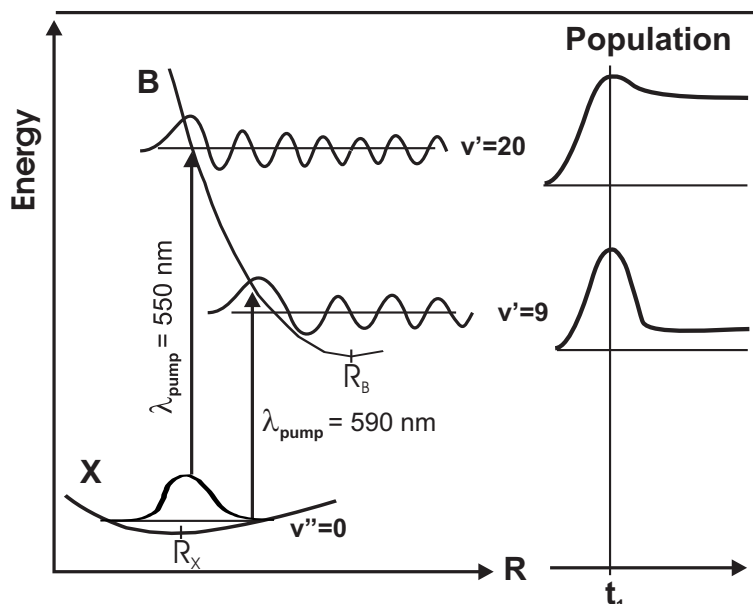 Population
B
Energy
v'=20
λpump = 550 nm
v'=9
RB
λpump = 590 nm
X
v"=0
RX
R
t1